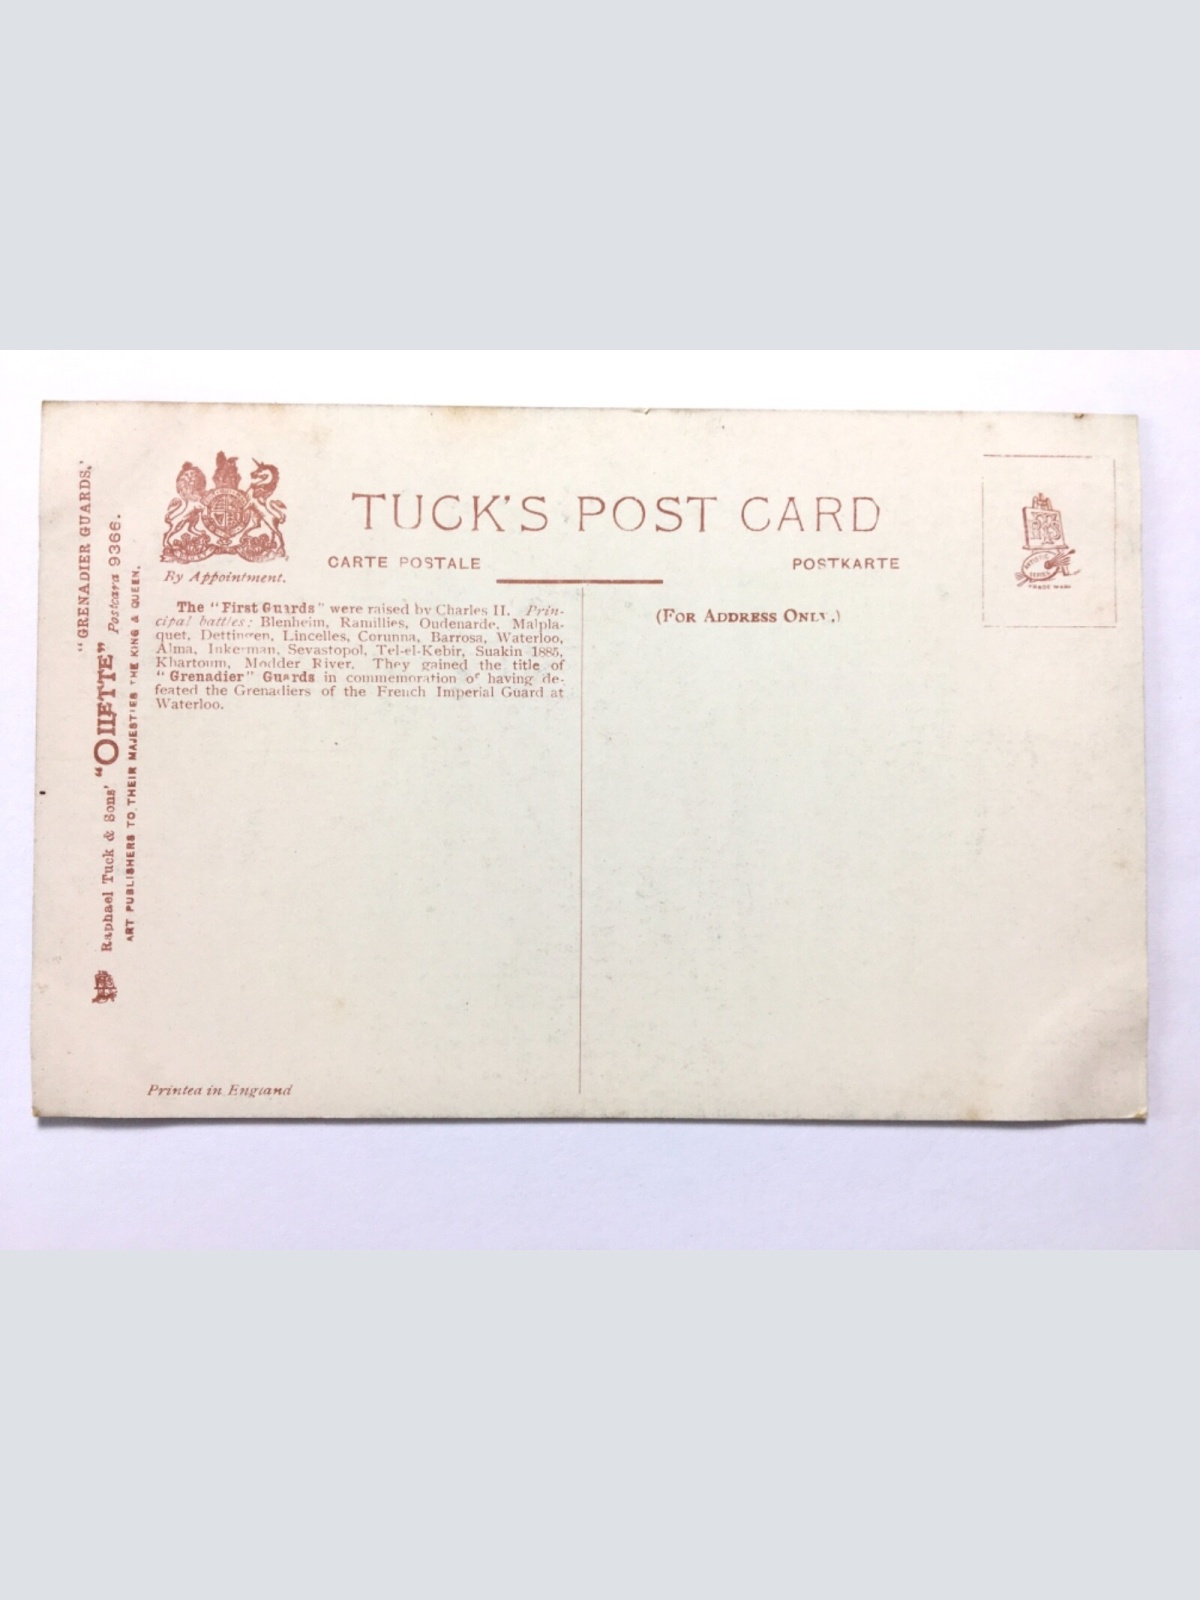 "GRENADIER GUARDS."
Raphael Tuck & Sons' "OILETTE" Postcard 9366.
ART PUBLISHERS TO THEIR MAJESTIES THE KING & QUEEN.
By Appointment.
TUCK'S POST CARD
CARTE POSTALE
POSTKARTE
The "First Guards" were raised by Charles II. Prin-
cipal battles: Blenheim, Ramillies, Oudenarde, Malpla-
quet, Dettingen, Lincelles, Corunna, Barrosa, Waterloo,
Alma, Inkerman, Sevastopol, Tel-el-Kebir, Suakin 1885,
Khartoum, Modder River. They gained the title of
"Grenadier" Guards in commemoration of having de-
feated the Grenadiers of the French Imperial Guard at
Waterloo.
(FOR ADDRESS ONLY.)
ARTISTIC
SERIES
TRADE MARK
Printed in England